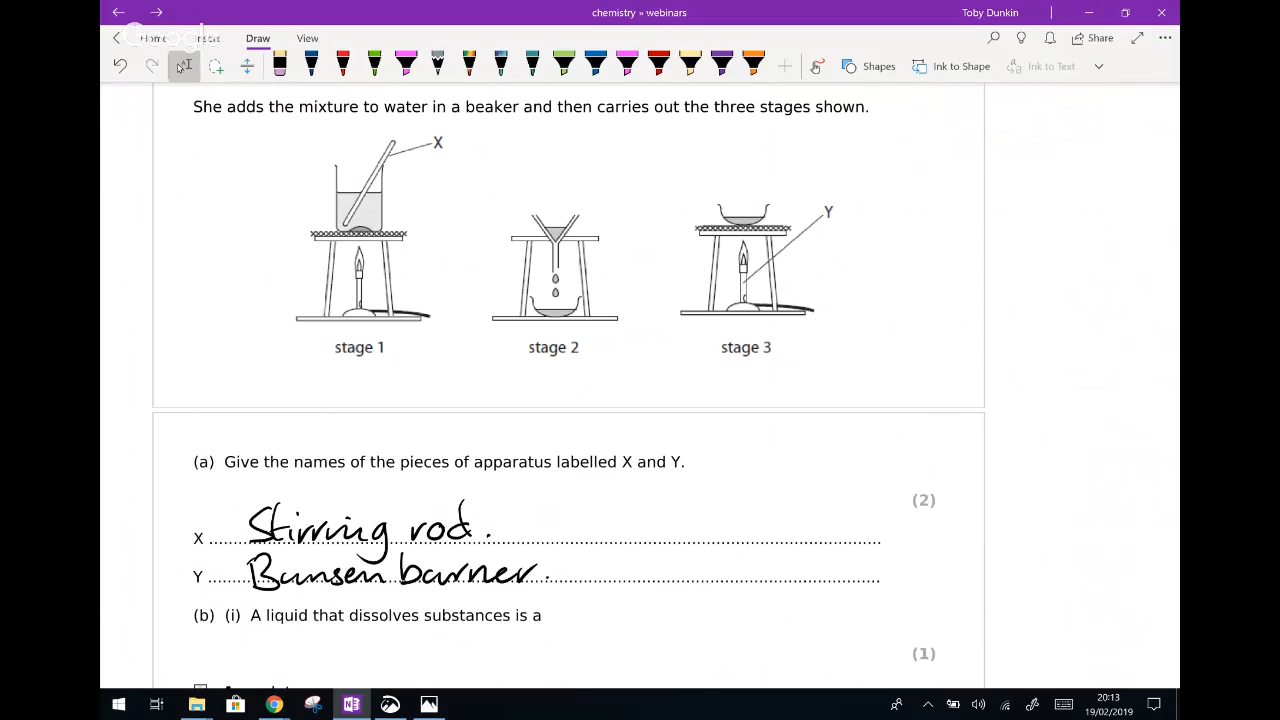 chemistry » webinars
Toby Dunkin
Home
Insert
Draw
View
Share
Shapes
Ink to Shape
Ink to Text
She adds the mixture to water in a beaker and then carries out the three stages shown.
X
Y
stage 1
stage 2
stage 3
(a) Give the names of the pieces of apparatus labelled X and Y.
(2)
X Stirring rod.
Y Bunsen burner.
(b) (i) A liquid that dissolves substances is a
(1)
20:13
19/02/2019